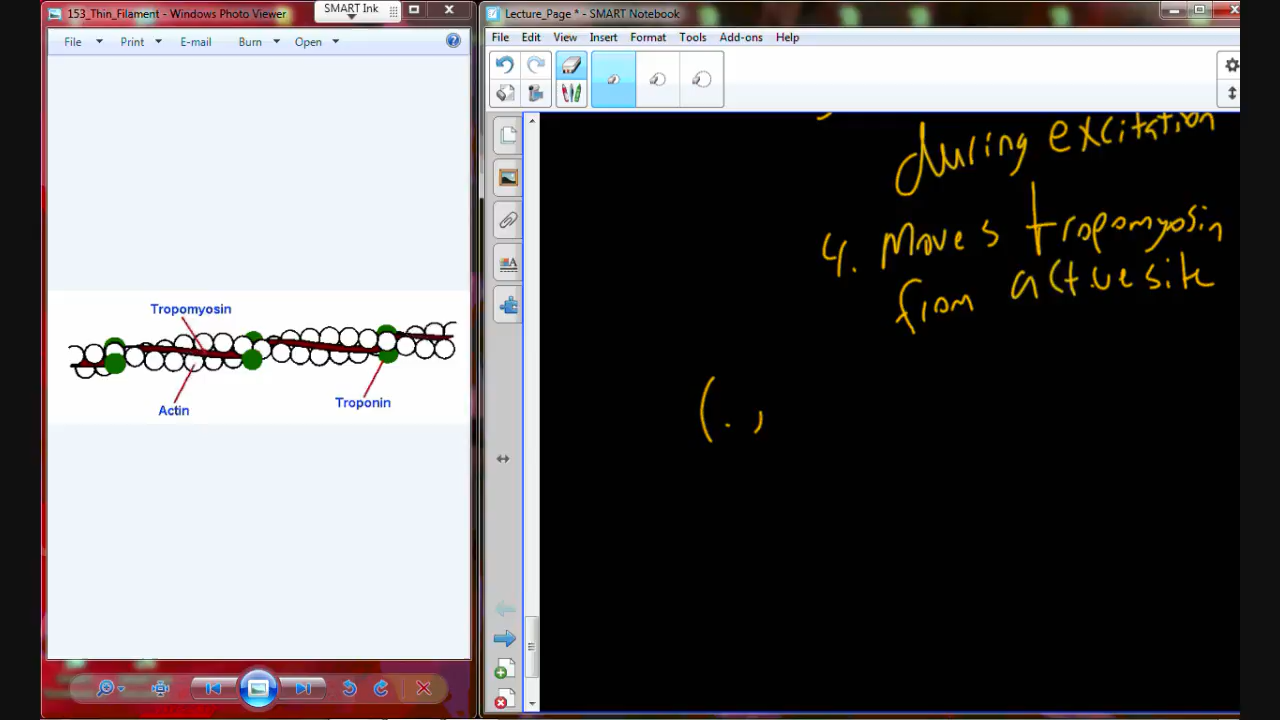 153_Thin_Filament - Windows Photo Viewer
SMART Ink
File Print E-mail Burn Open
Tropomyosin
Actin
Troponin
Lecture_Page * - SMART Notebook
File Edit View Insert Format Tools Add-ons Help
during excitation
4. Moves tropomyosin
from active site
(. ,